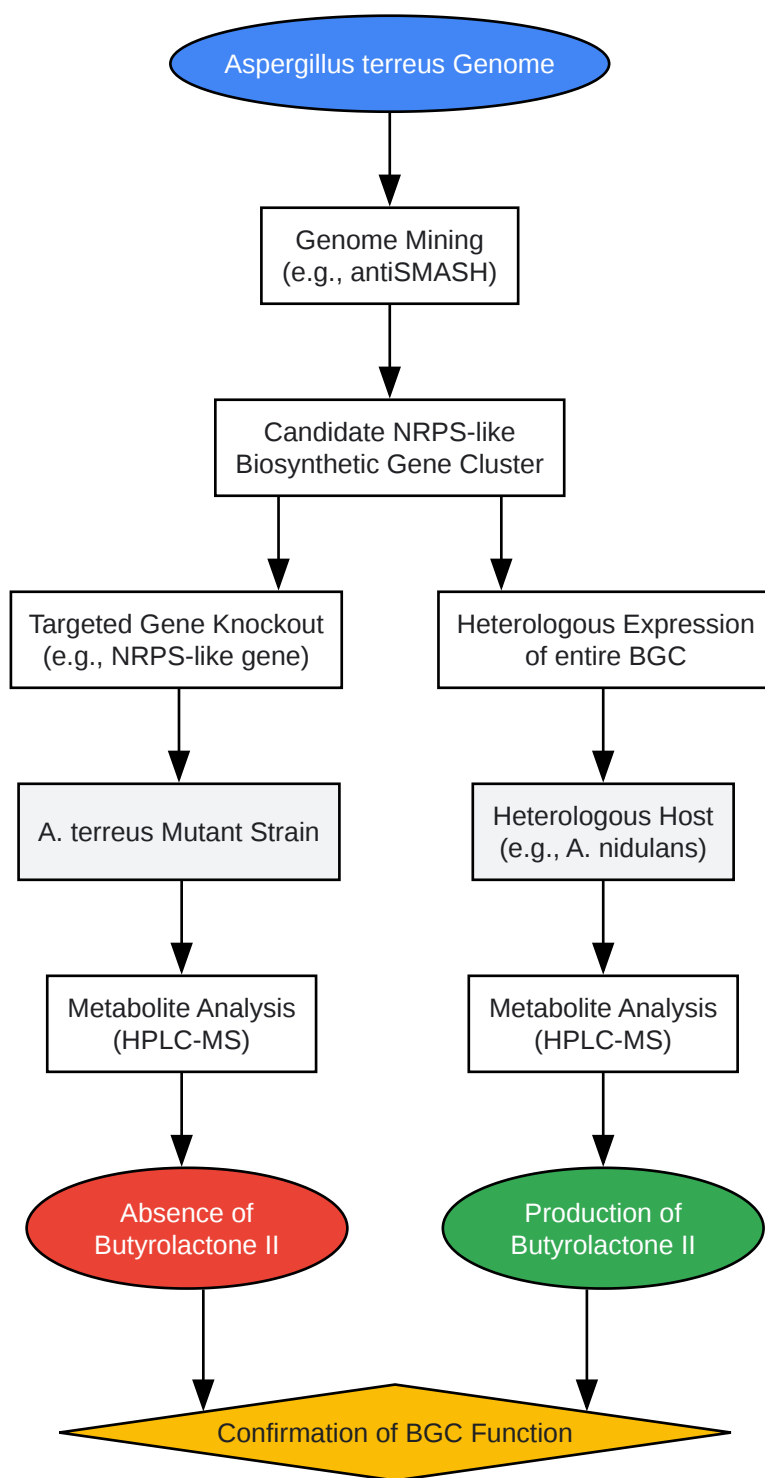 Aspergillus terreus Genome
Genome Mining
(e.g., antiSMASH)
Candidate NRPS-like
Biosynthetic Gene Cluster
Targeted Gene Knockout
(e.g., NRPS-like gene)
Heterologous Expression
of entire BGC
A. terreus Mutant Strain
Heterologous Host
(e.g., A. nidulans)
Metabolite Analysis
(HPLC-MS)
Metabolite Analysis
(HPLC-MS)
Absence of
Butyrolactone II
Production of
Butyrolactone II
Confirmation of BGC Function